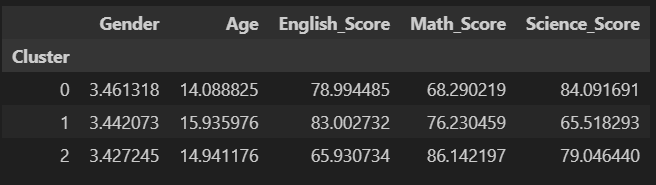 Gender Age English_Score Math_Score Science_Score
Cluster
0 3.461318 14.088825 78.994485 68.290219 84.091691
1 3.442073 15.935976 83.002732 76.230459 65.518293
2 3.427245 14.941176 65.930734 86.142197 79.046440